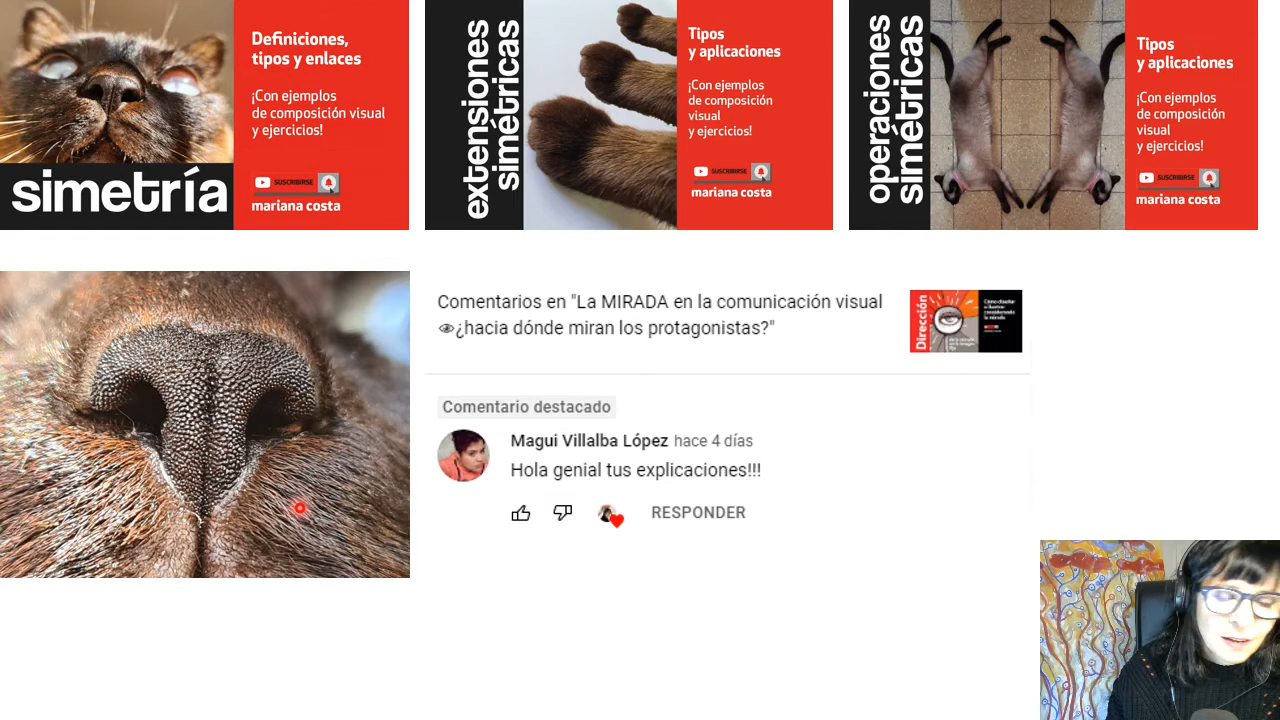 Definiciones,
tipos y enlaces
¡Con ejemplos
de composición visual
y ejercicios!
SUSCRIBIRSE
mariana costa
simetría
extensiones
simétricas
Tipos
y aplicaciones
¡Con ejemplos
de composición
visual
y ejercicios!
SUSCRIBIRSE
mariana costa
operaciones
simétricas
Tipos
y aplicaciones
¡Con ejemplos
de composición
visual
y ejercicios!
SUSCRIBIRSE
mariana costa
Comentarios en "La MIRADA en la comunicación visual
👁¿hacia dónde miran los protagonistas?"
Dirección
Comentario destacado
Magui Villalba López hace 4 días
Hola genial tus explicaciones!!!
RESPONDER